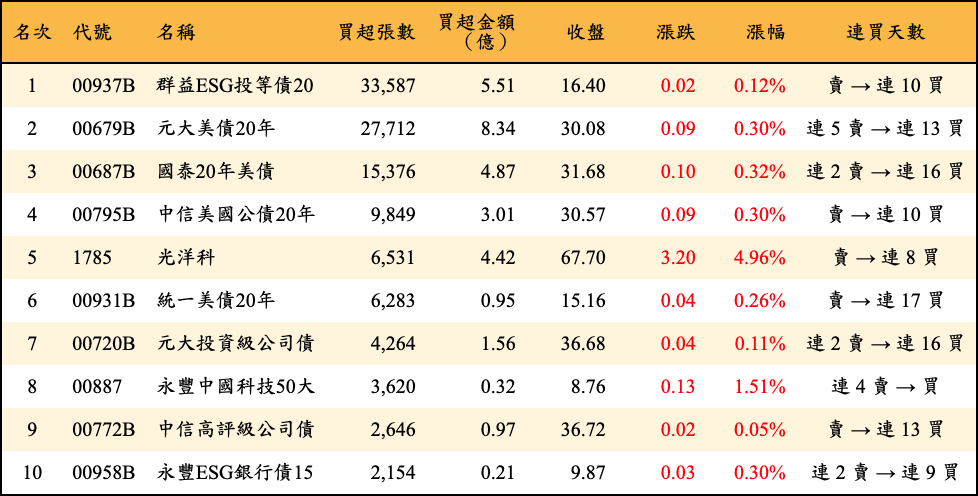 名次 代號 名稱 買超張數 買超金額（億） 收盤 漲跌 漲幅 連買天數
1 00937B 群益ESG投等債20 33,587 5.51 16.40 0.02 0.12% 賣 → 連 10 買
2 00679B 元大美債20年 27,712 8.34 30.08 0.09 0.30% 連 5 賣 → 連 13 買
3 00687B 國泰20年美債 15,376 4.87 31.68 0.10 0.32% 連 2 賣 → 連 16 買
4 00795B 中信美國公債20年 9,849 3.01 30.57 0.09 0.30% 賣 → 連 10 買
5 1785 光洋科 6,531 4.42 67.70 3.20 4.96% 賣 → 連 8 買
6 00931B 統一美債20年 6,283 0.95 15.16 0.04 0.26% 賣 → 連 17 買
7 00720B 元大投資級公司債 4,264 1.56 36.68 0.04 0.11% 連 2 賣 → 連 16 買
8 00887 永豐中國科技50大 3,620 0.32 8.76 0.13 1.51% 連 4 賣 → 買
9 00772B 中信高評級公司債 2,646 0.97 36.72 0.02 0.05% 賣 → 連 13 買
10 00958B 永豐ESG銀行債15 2,154 0.21 9.87 0.03 0.30% 連 2 賣 → 連 9 買